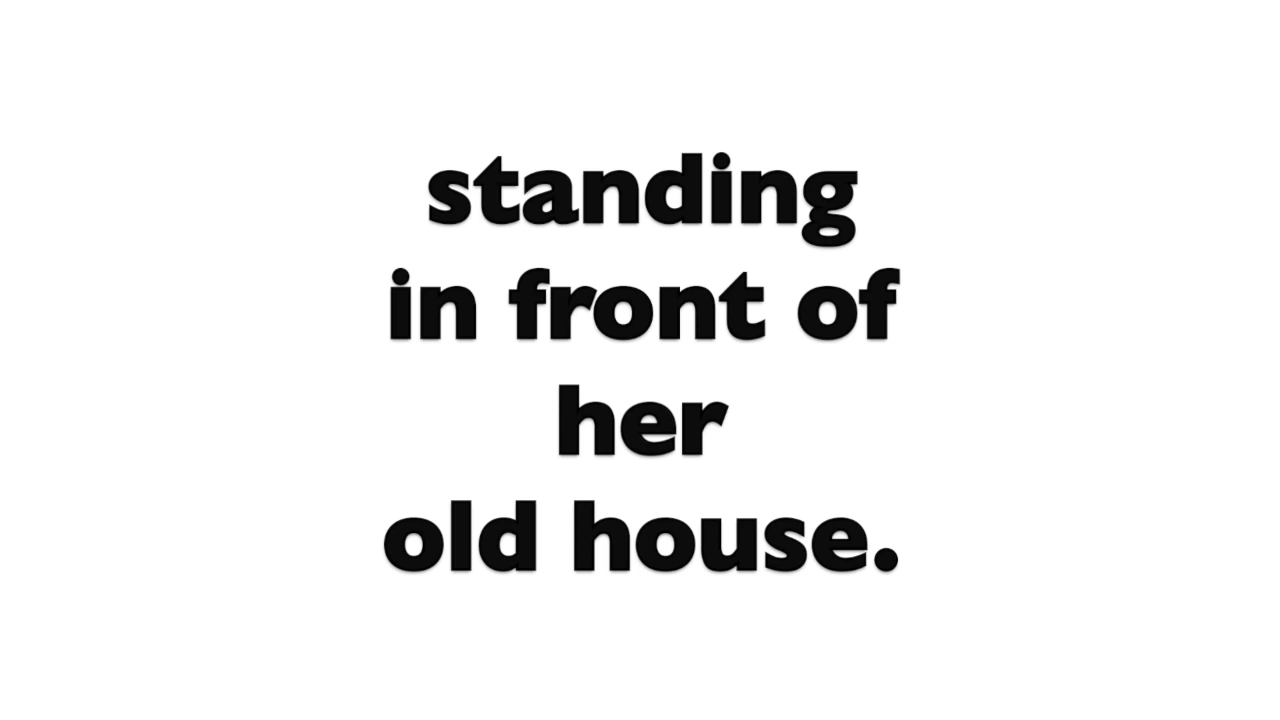 standing
in front of
her
old house.